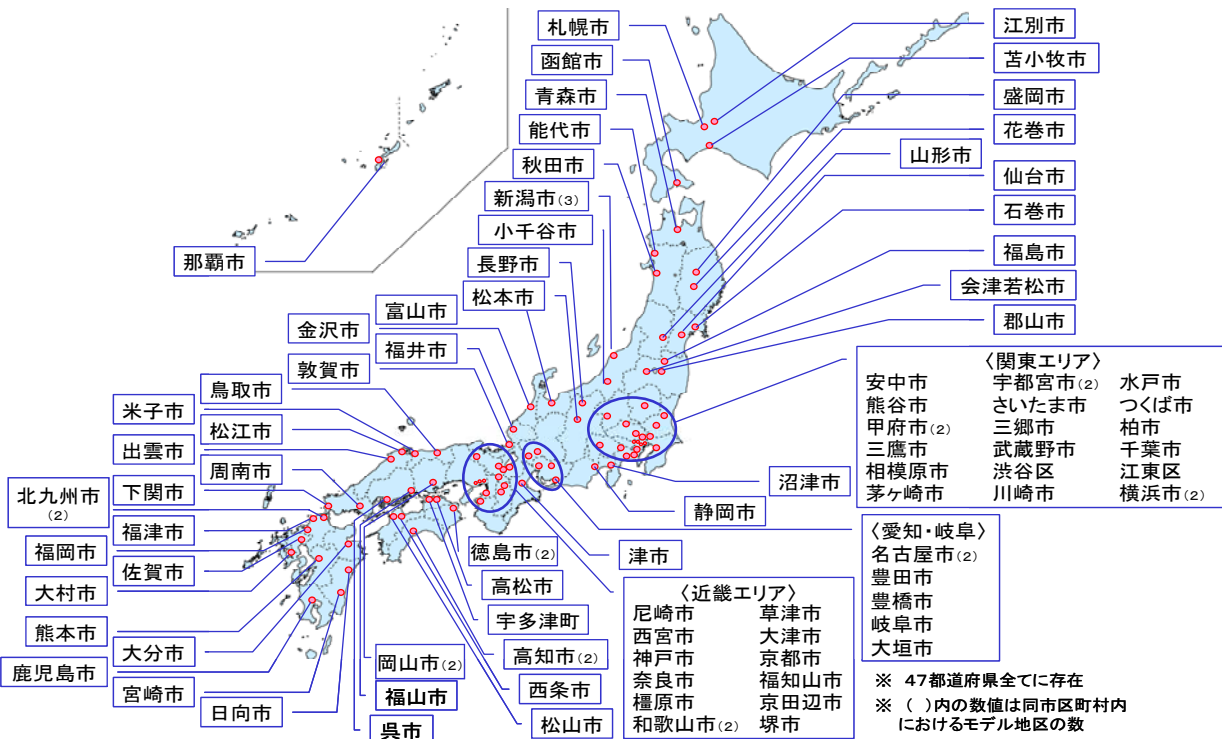 札幌市
函館市
青森市
能代市
秋田市
新潟市(3)
小千谷市
長野市
松本市
富山市
金沢市
福井市
敦賀市
鳥取市
米子市
松江市
出雲市
周南市
下関市
北九州市
(2)
福津市
福岡市
佐賀市
大村市
熊本市
大分市
鹿児島市
宮崎市
日向市
那覇市
江別市
苫小牧市
盛岡市
花巻市
山形市
仙台市
石巻市
福島市
会津若松市
郡山市
〈関東エリア〉
安中市 宇都宮市(2) 水戸市
熊谷市 さいたま市 つくば市
甲府市(2) 三郷市 柏市
三鷹市 武蔵野市 千葉市
相模原市 渋谷区 江東区
茅ヶ崎市 川崎市 横浜市(2)
沼津市
静岡市
〈愛知・岐阜〉
名古屋市(2)
豊田市
豊橋市
岐阜市
大垣市
津市
〈近畿エリア〉
尼崎市 草津市
西宮市 大津市
神戸市 京都市
奈良市 福知山市
橿原市 京田辺市
和歌山市(2) 堺市
徳島市(2)
高松市
宇多津町
高知市(2)
西条市
松山市
岡山市(2)
福山市
呉市
※ 47都道府県全てに存在
※ ( )内の数値は同市区町村内
におけるモデル地区の数